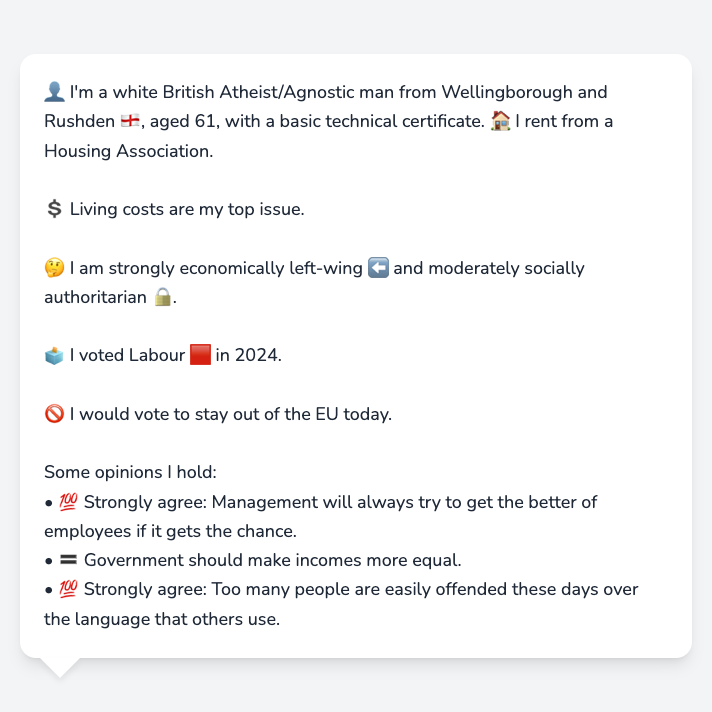 👤 I'm a white British Atheist/Agnostic man from Wellingborough and
Rushden 🏴󠁧󠁢󠁥󠁮󠁧󠁿, aged 61, with a basic technical certificate. 🏠 I rent from a
Housing Association.
💲 Living costs are my top issue.
🤔 I am strongly economically left-wing ⬅️ and moderately socially
authoritarian 🔒.
🗳️ I voted Labour 🟥 in 2024.
🚫 I would vote to stay out of the EU today.
Some opinions I hold:
• 💯 Strongly agree: Management will always try to get the better of
employees if it gets the chance.
• 🟰 Government should make incomes more equal.
• 💯 Strongly agree: Too many people are easily offended these days over
the language that others use.